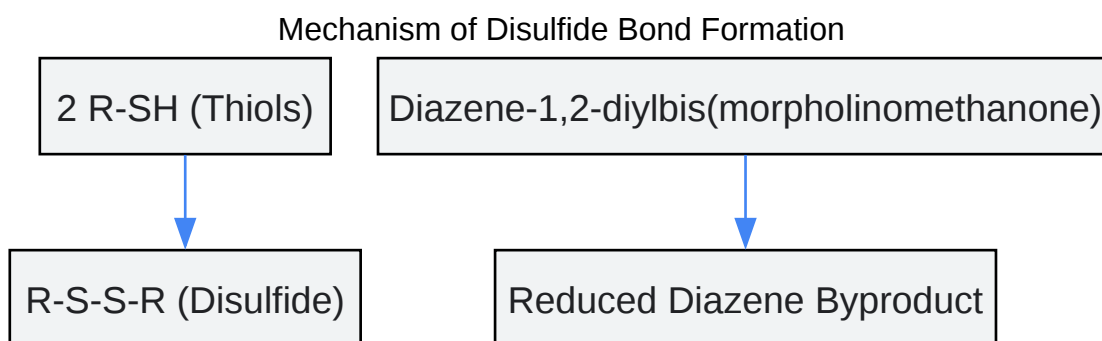 Mechanism of Disulfide Bond Formation
2 R-SH (Thiols)
Diazene-1,2-diylbis(morpholinomethanone)
R-S-S-R (Disulfide)
Reduced Diazene Byproduct